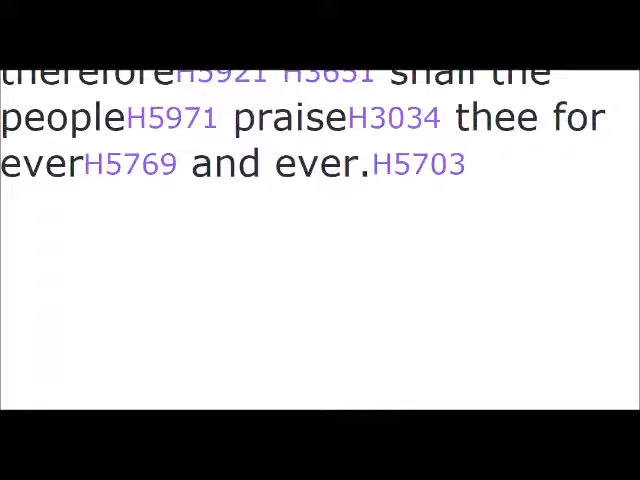 thereforeH5921 H3651 shall the
peopleH5971 praiseH3034 thee for
everH5769 and ever.H5703